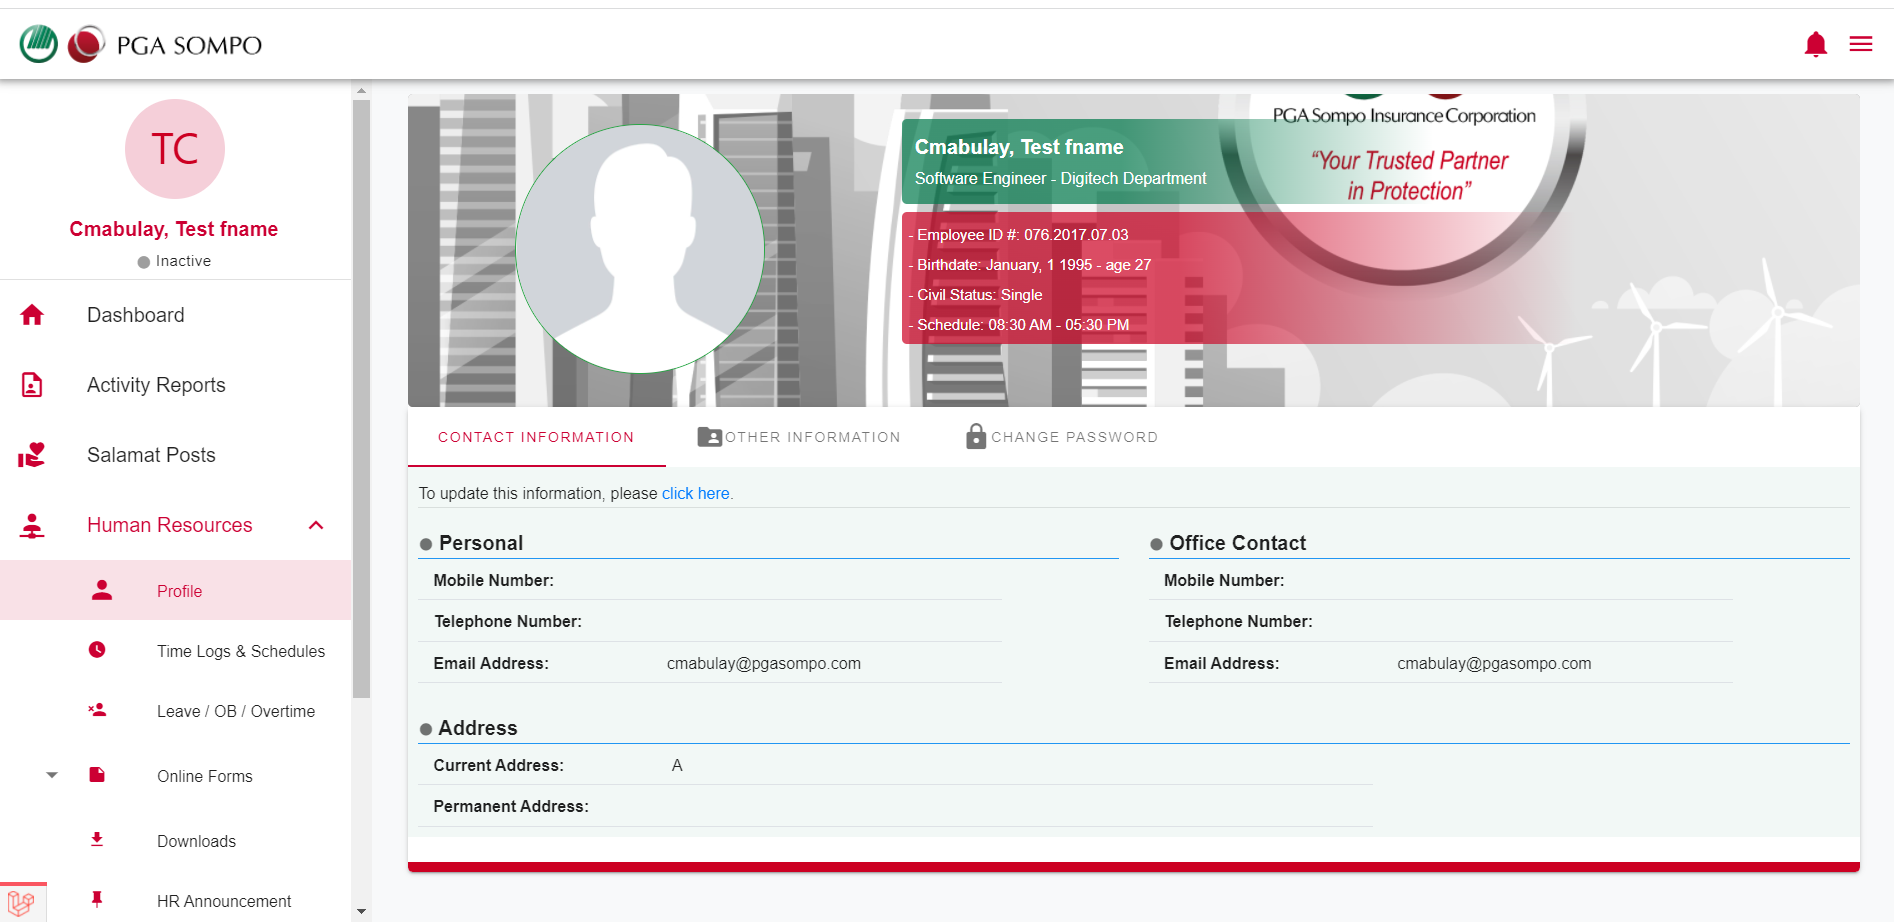 PGA SOMPO
TC
Cmabulay, Test fname
Inactive
Dashboard
Activity Reports
Salamat Posts
Human Resources
Profile
Time Logs & Schedules
Leave / OB / Overtime
Online Forms
Downloads
HR Announcement
PGA Sompo Insurance Corporation
“Your Trusted Partner
in Protection”
Cmabulay, Test fname
Software Engineer - Digitech Department
- Employee ID #: 076.2017.07.03
- Birthdate: January, 1 1995 - age 27
- Civil Status: Single
- Schedule: 08:30 AM - 05:30 PM
CONTACT INFORMATION
OTHER INFORMATION
CHANGE PASSWORD
To update this information, please click here.
Personal
Mobile Number:
Telephone Number:
Email Address: cmabulay@pgasompo.com
Office Contact
Mobile Number:
Telephone Number:
Email Address: cmabulay@pgasompo.com
Address
Current Address: A
Permanent Address: